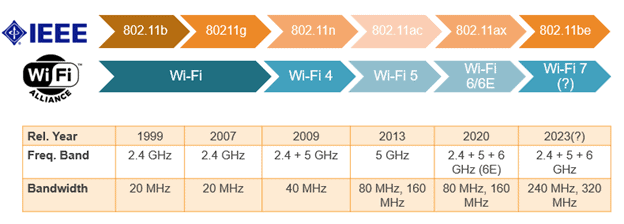 IEEE 802.11b 80211g 802.11n 802.11ac 802.11ax 802.11be
Wi Fi ™
ALLIANCE
Wi-Fi Wi-Fi 4 Wi-Fi 5 Wi-Fi 6/6E Wi-Fi 7 (?)
Rel. Year 1999 2007 2009 2013 2020 2023(?)
Freq. Band 2.4 GHz 2.4 GHz 2.4 + 5 GHz 5 GHz 2.4 + 5 + 6 GHz (6E) 2.4 + 5 + 6 GHz
Bandwidth 20 MHz 20 MHz 40 MHz 80 MHz, 160 MHz 80 MHz, 160 MHz 240 MHz, 320 MHz